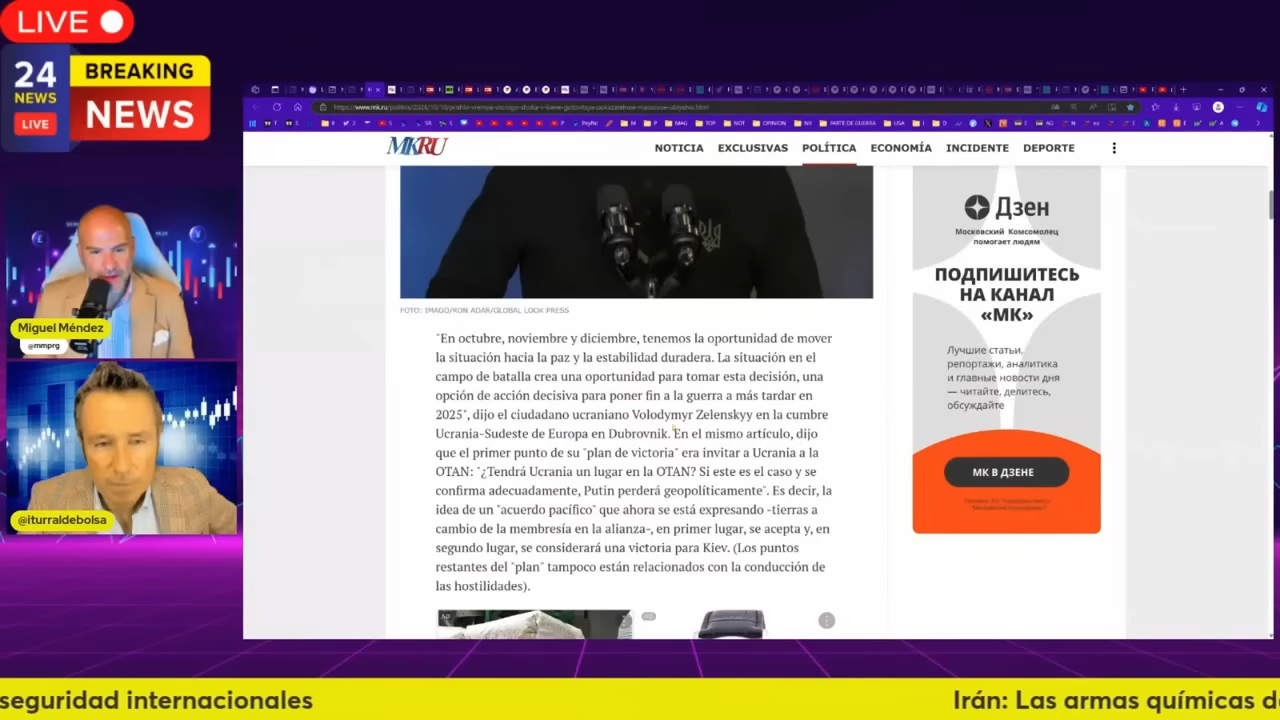 LIVE
24
NEWS
LIVE
BREAKING
NEWS
Miguel Méndez
@mmprg
@iturraldebolsa
https://www.mk.ru/politics/2024/10/10/
MKRU
NOTICIA EXCLUSIVAS POLÍTICA ECONOMÍA INCIDENTE DEPORTE
FOTO: IMAGO/RON ADAR/GLOBAL LOOK PRESS
"En octubre, noviembre y diciembre, tenemos la oportunidad de mover
la situación hacia la paz y la estabilidad duradera. La situación en el
campo de batalla crea una oportunidad para tomar esta decisión, una
opción de acción decisiva para poner fin a la guerra a más tardar en
2025", dijo el ciudadano ucraniano Volodymyr Zelenskyy en la cumbre
Ucrania-Sudeste de Europa en Dubrovnik. En el mismo artículo, dijo
que el primer punto de su "plan de victoria" era invitar a Ucrania a la
OTAN: "¿Tendrá Ucrania un lugar en la OTAN? Si este es el caso y se
confirma adecuadamente, Putin perderá geopolíticamente". Es decir, la
idea de un "acuerdo pacífico" que ahora se está expresando -tierras a
cambio de la membresía en la alianza-, en primer lugar, se acepta y, en
segundo lugar, se considerará una victoria para Kiev. (Los puntos
restantes del "plan" tampoco están relacionados con la conducción de
las hostilidades).
AD
Дзен
Московский Комсомолец
помогает людям
ПОДПИШИТЕСЬ
НА КАНАЛ
«МК»
Лучшие статьи,
репортажи, аналитика
и главные новости дня
— читайте, делитесь,
обсуждайте
МК В ДЗЕНЕ
seguridad internacionales
Irán: Las armas químicas d